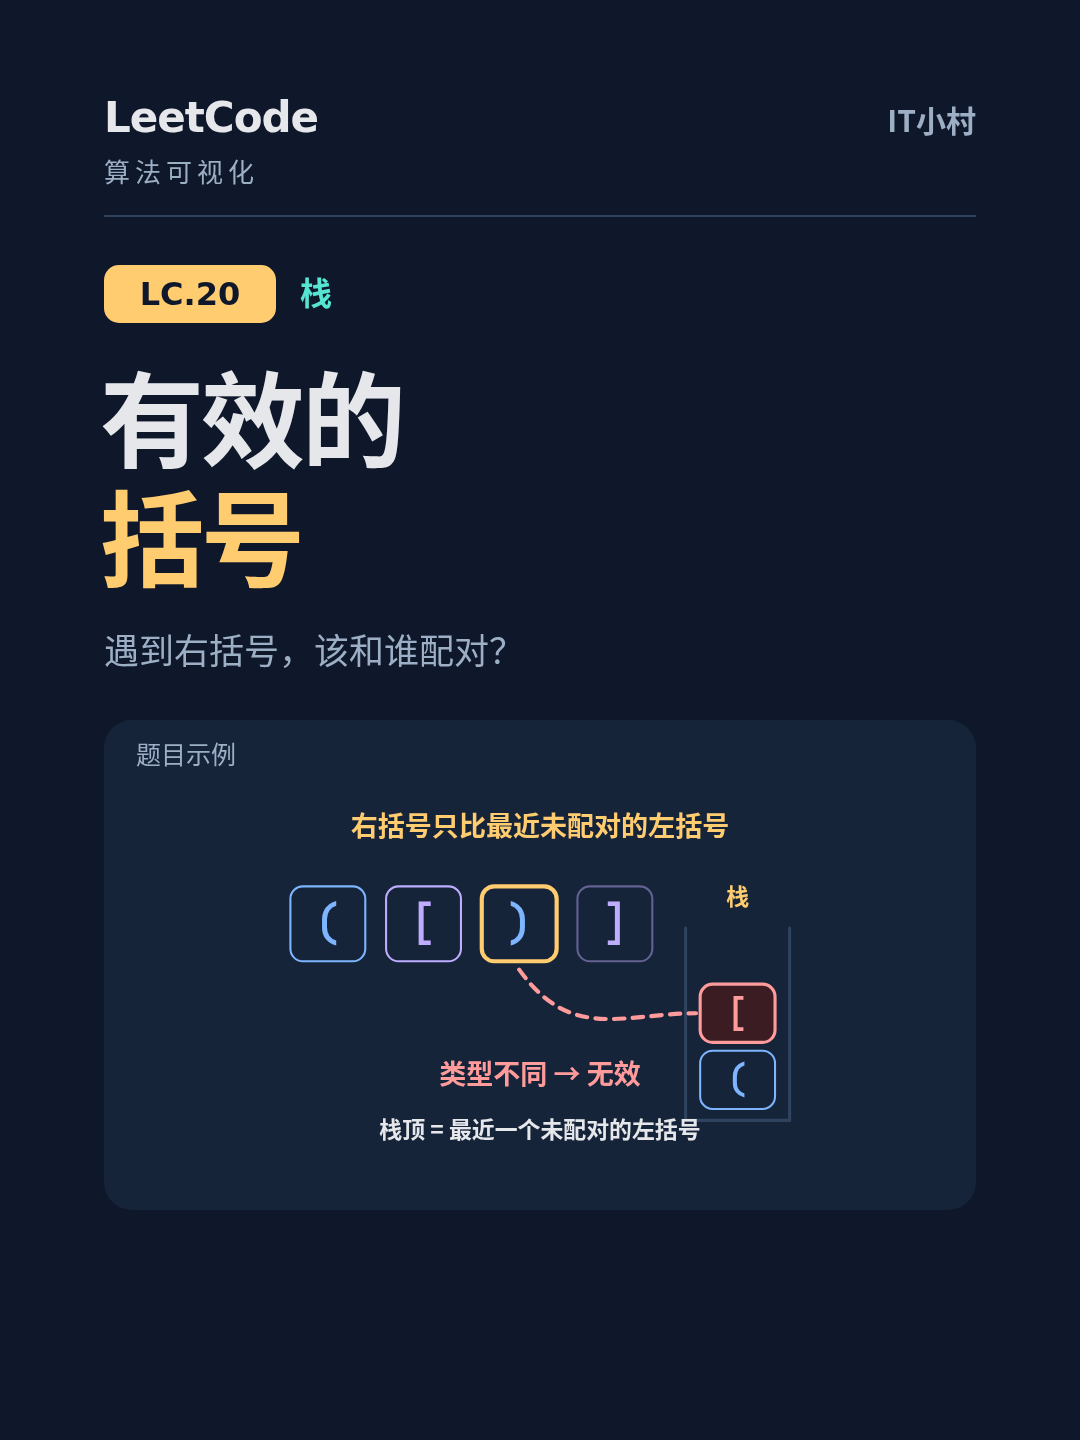 LeetCode
IT小村
算法可视化
LC.20 栈
有效的
括号
遇到右括号，该和谁配对？
题目示例
右括号只比最近未配对的左括号
栈
( [ ) ]
[
(
类型不同 → 无效
栈顶 = 最近一个未配对的左括号